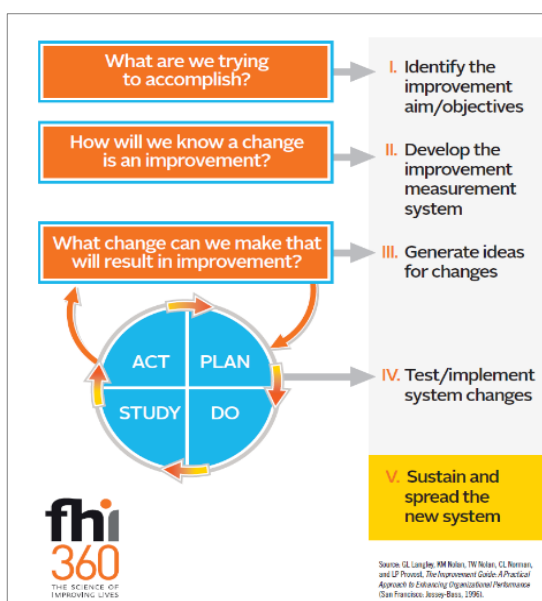 What are we trying
to accomplish?
I. Identify the
improvement
aim/objectives
How will we know a change
is an improvement?
II. Develop the
improvement
measurement
system
What change can we make that
will result in improvement?
III. Generate ideas
for changes
ACT
PLAN
STUDY
DO
IV. Test/implement
system changes
V. Sustain and
spread the
new system
fhi
360
THE SCIENCE OF
IMPROVING LIVES
Source: GL Langley, KM Nolan, TW Nolan, CL Norman,
and LP Provost, The Improvement Guide: A Practical
Approach to Enhancing Organizational Performance
(San Francisco: Jossey-Bass, 1996).